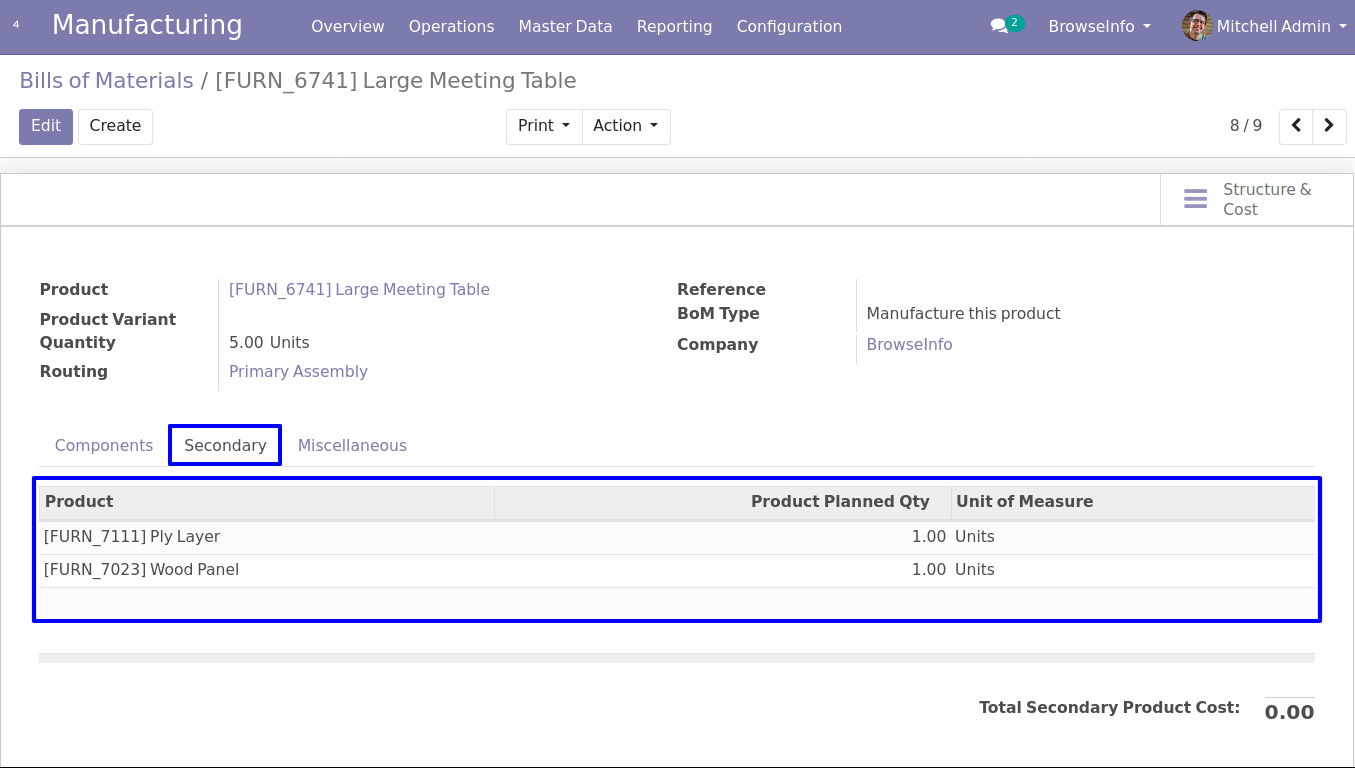 4 Manufacturing Overview Operations Master Data Reporting Configuration 2 BrowseInfo Mitchell Admin
Bills of Materials / [FURN_6741] Large Meeting Table
Edit Create Print Action 8 / 9
Structure &
Cost
Product [FURN_6741] Large Meeting Table
Product Variant
Quantity 5.00 Units
Routing Primary Assembly
Reference
BoM Type Manufacture this product
Company BrowseInfo
Components Secondary Miscellaneous
Product Product Planned Qty Unit of Measure
[FURN_7111] Ply Layer 1.00 Units
[FURN_7023] Wood Panel 1.00 Units
Total Secondary Product Cost: 0.00